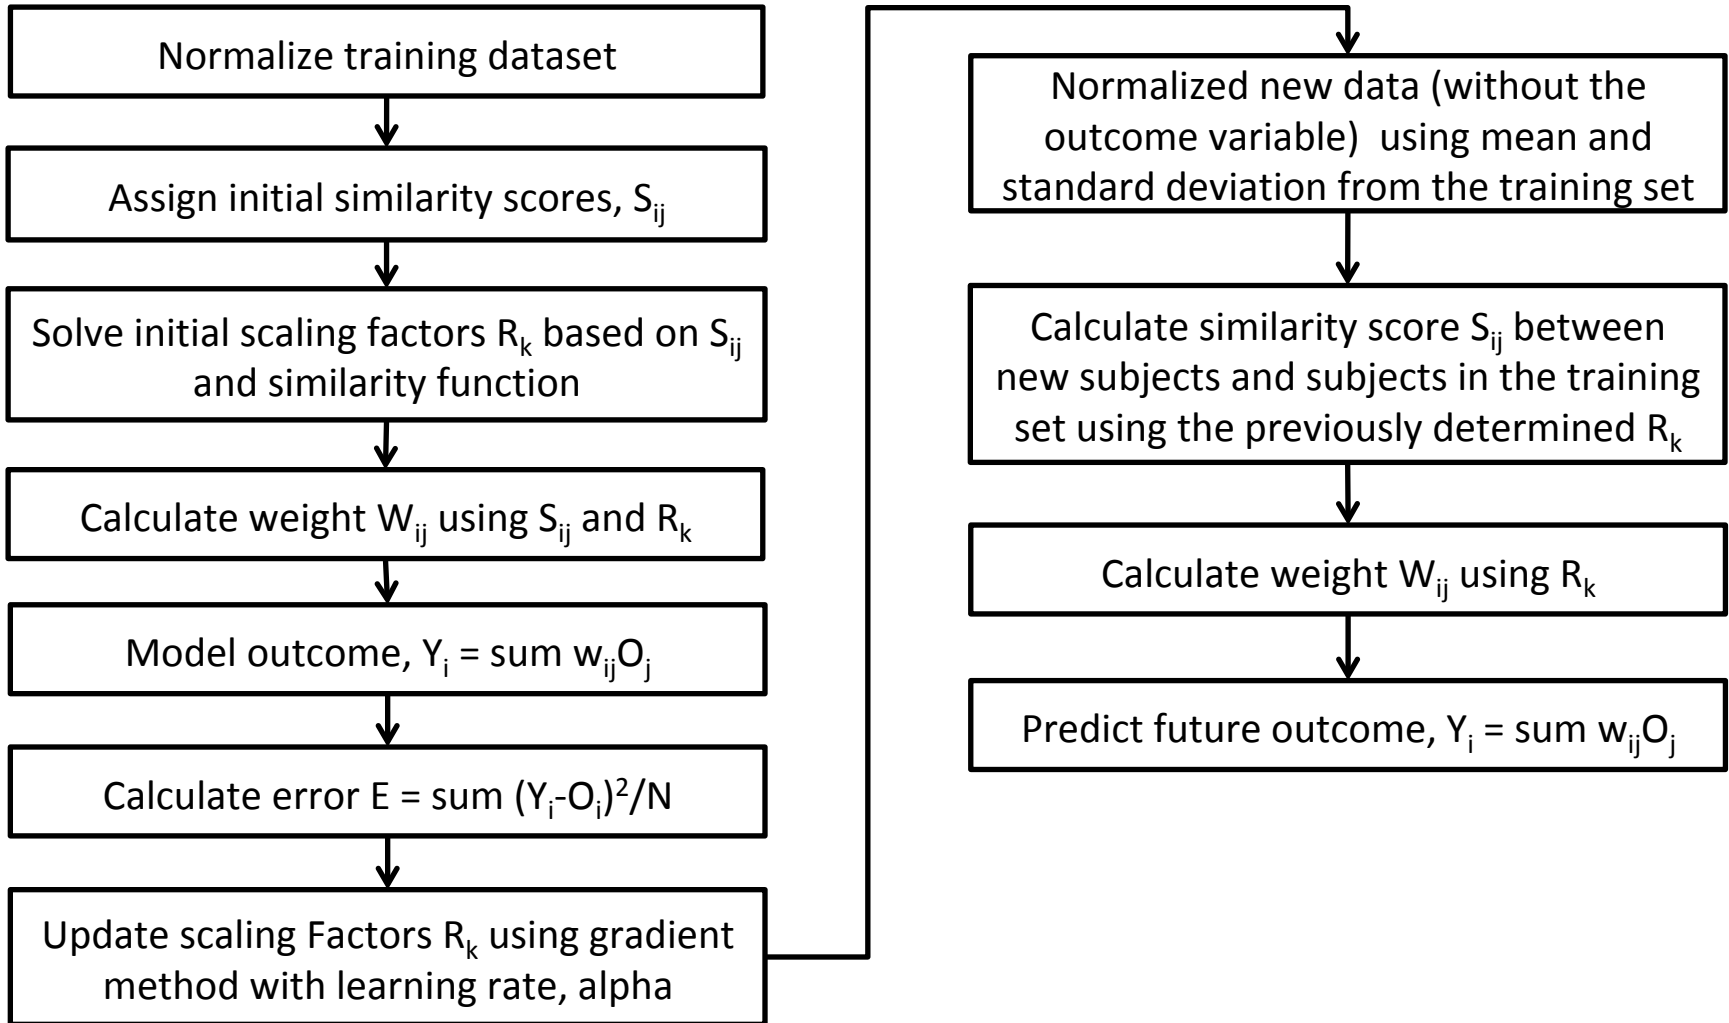 Normalize training dataset
Assign initial similarity scores, Sij
Solve initial scaling factors Rk based on Sij
and similarity function
Calculate weight Wij using Sij and Rk
Model outcome, Yi = sum wijOj
Calculate error E = sum (Yi-Oi)²/N
Update scaling Factors Rk using gradient
method with learning rate, alpha
Normalized new data (without the
outcome variable) using mean and
standard deviation from the training set
Calculate similarity score Sij between
new subjects and subjects in the training
set using the previously determined Rk
Calculate weight Wij using Rk
Predict future outcome, Yi = sum wijOj